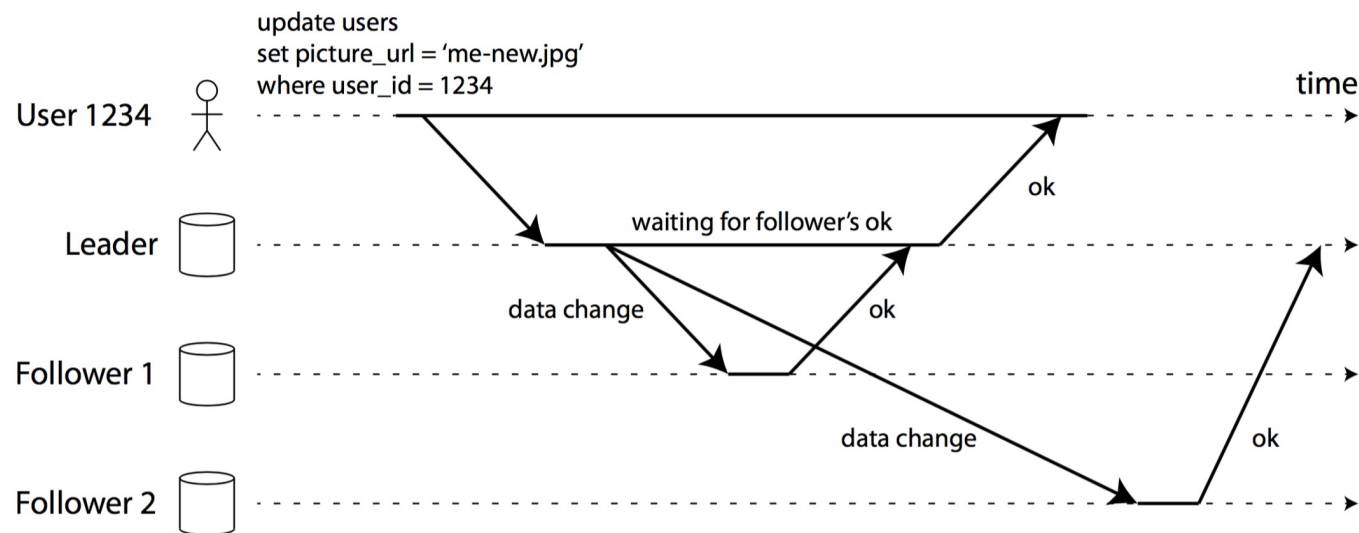 update users
set picture_url = ‘me-new.jpg’
where user_id = 1234
time
User 1234
ok
waiting for follower’s ok
Leader
data change
ok
Follower 1
data change
ok
Follower 2